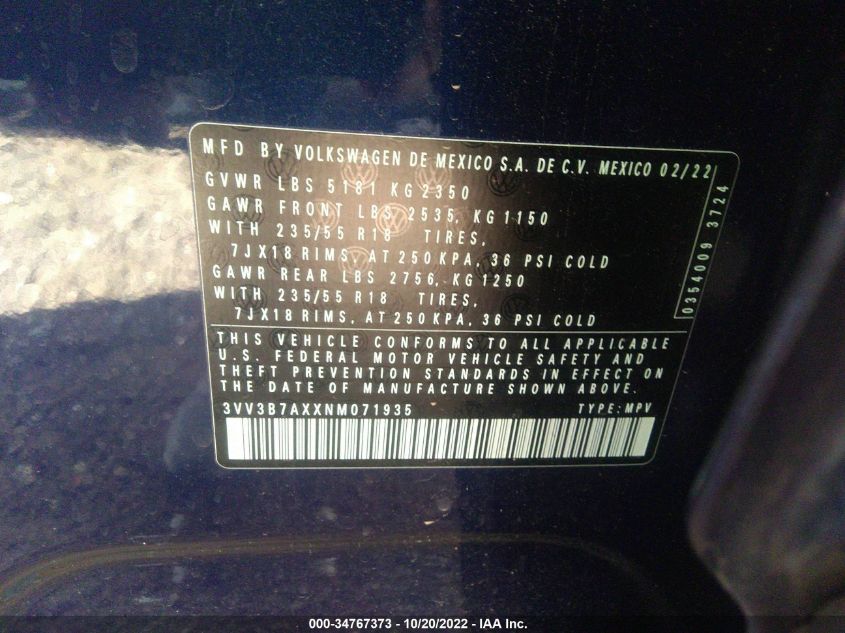 MFD BY VOLKSWAGEN DE MEXICO S.A. DE C.V. MEXICO 02/22
GVWR LBS 5181 KG 2350
GAWR FRONT LBS 2535, KG 1150
WITH 235/55 R18 TIRES,
7JX18 RIMS, AT 250 KPA, 36 PSI COLD
GAWR REAR LBS 2756, KG 1250
WITH 235/55 R18 TIRES,
7JX18 RIMS, AT 250 KPA, 36 PSI COLD
0354009 3724
THIS VEHICLE CONFORMS TO ALL APPLICABLE
U.S. FEDERAL MOTOR VEHICLE SAFETY AND
THEFT PREVENTION STANDARDS IN EFFECT ON
THE DATE OF MANUFACTURE SHOWN ABOVE.
3VV3B7AXXNM071935 TYPE: MPV
000-34767373 - 10/20/2022 - IAA Inc.